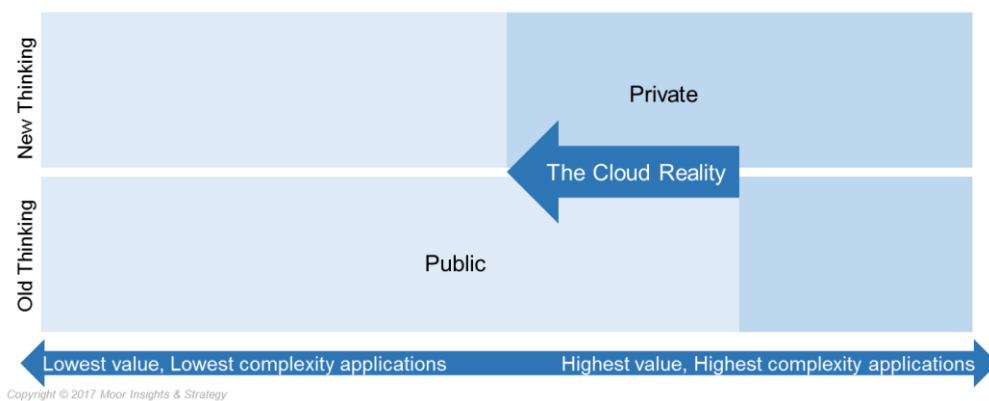 New Thinking
Private
The Cloud Reality
Old Thinking
Public
Lowest value, Lowest complexity applications
Highest value, Highest complexity applications
Copyright © 2017 Moor Insights & Strategy